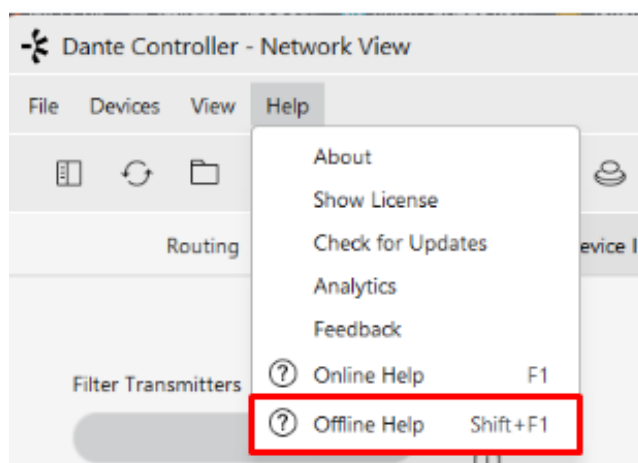 Dante Controller - Network View
File Devices View Help
About
Show License
Routing Check for Updates evice I
Analytics
Feedback
Filter Transmitters Online Help F1
Offline Help Shift+F1